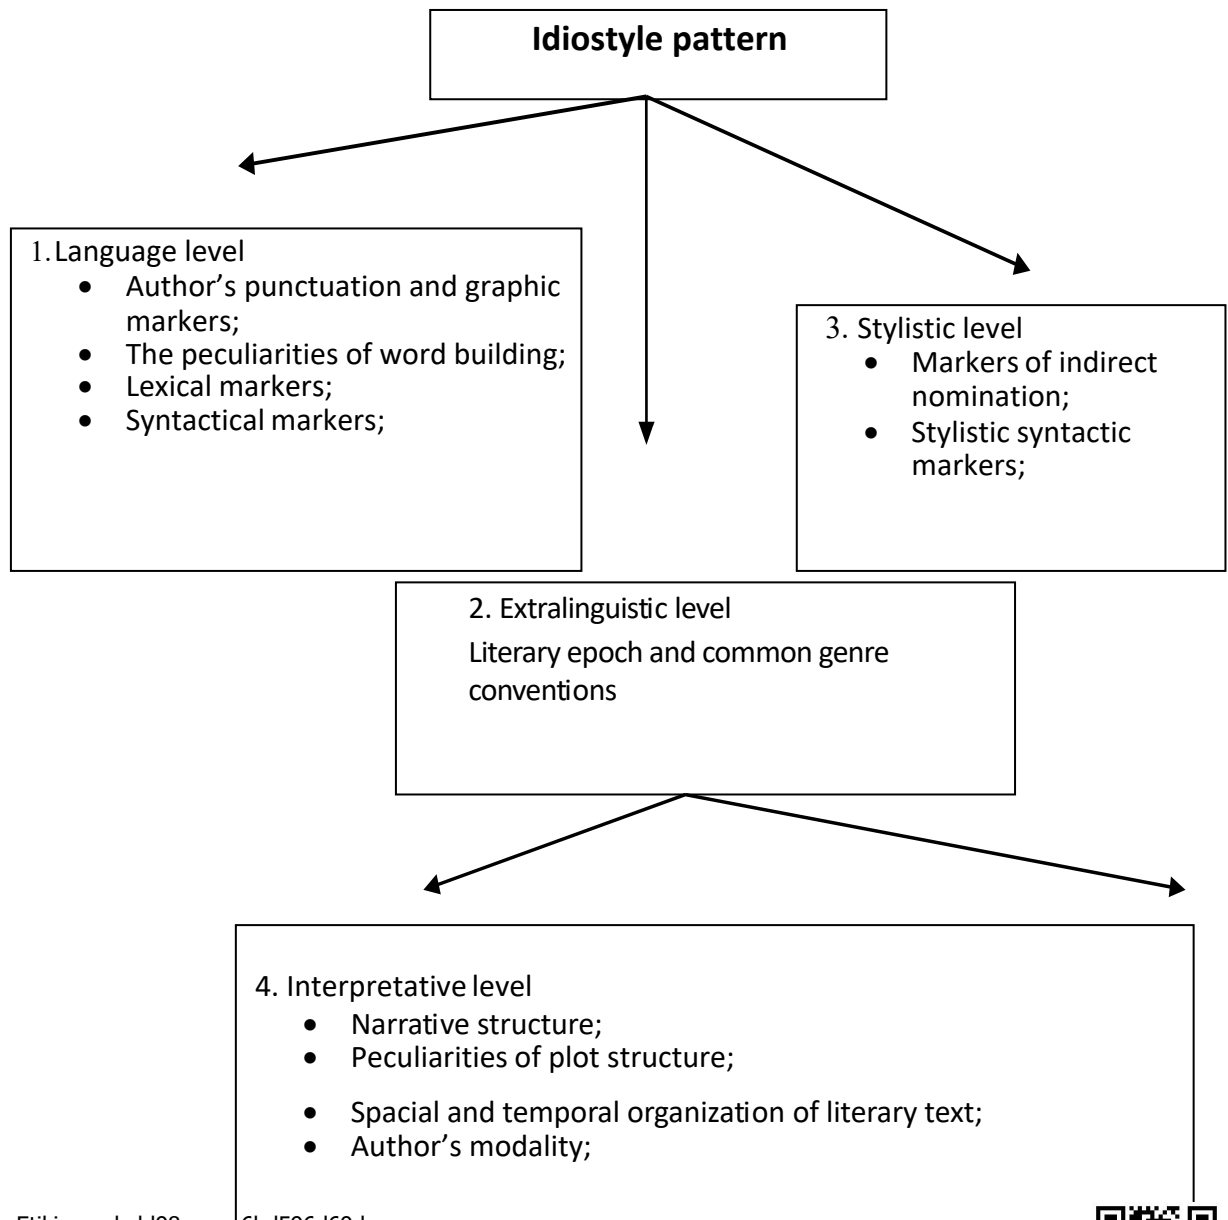 Idiostyle pattern
1. Language level
• Author’s punctuation and graphic
markers;
• The peculiarities of word building;
• Lexical markers;
• Syntactical markers;
3. Stylistic level
• Markers of indirect
nomination;
• Stylistic syntactic
markers;
2. Extralinguistic level
Literary epoch and common genre
conventions
4. Interpretative level
• Narrative structure;
• Peculiarities of plot structure;
• Spacial and temporal organization of literary text;
• Author’s modality;